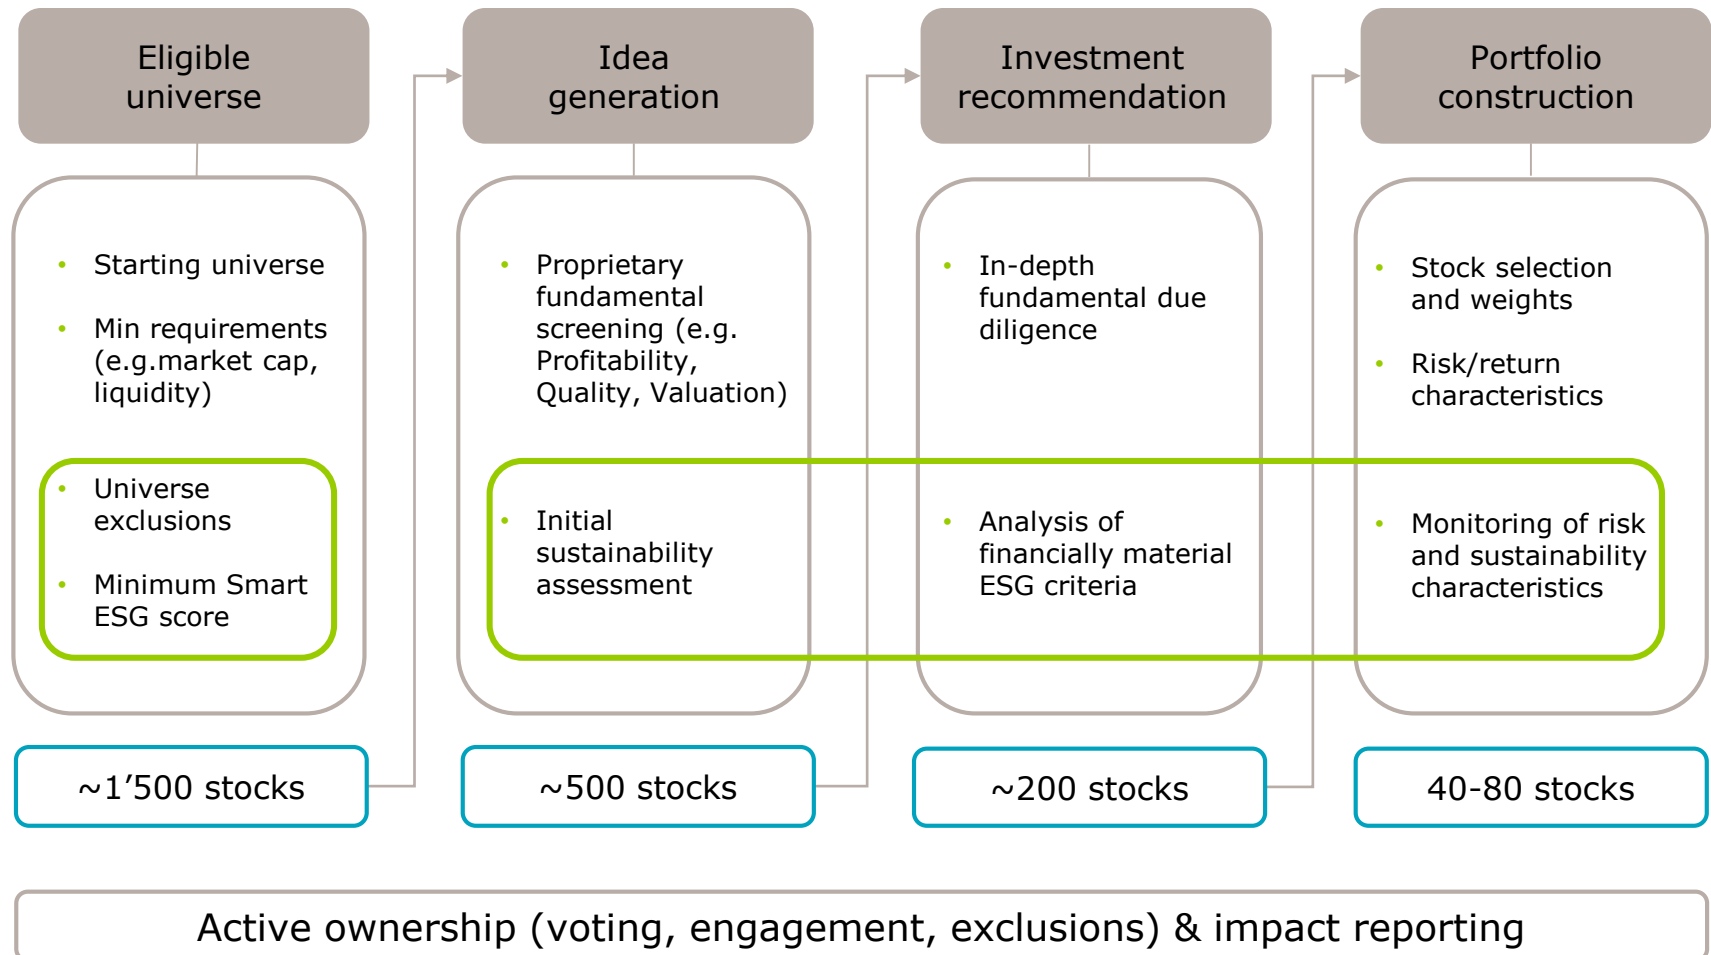 Eligible
universe
Idea
generation
Investment
recommendation
Portfolio
construction
• Starting universe
• Min requirements
(e.g.market cap,
liquidity)
• Universe
exclusions
• Minimum Smart
ESG score
• Proprietary
fundamental
screening (e.g.
Profitability,
Quality, Valuation)
• Initial
sustainability
assessment
• In-depth
fundamental due
diligence
• Analysis of
financially material
ESG criteria
• Stock selection
and weights
• Risk/return
characteristics
• Monitoring of risk
and sustainability
characteristics
~1’500 stocks
~500 stocks
~200 stocks
40-80 stocks
Active ownership (voting, engagement, exclusions) & impact reporting